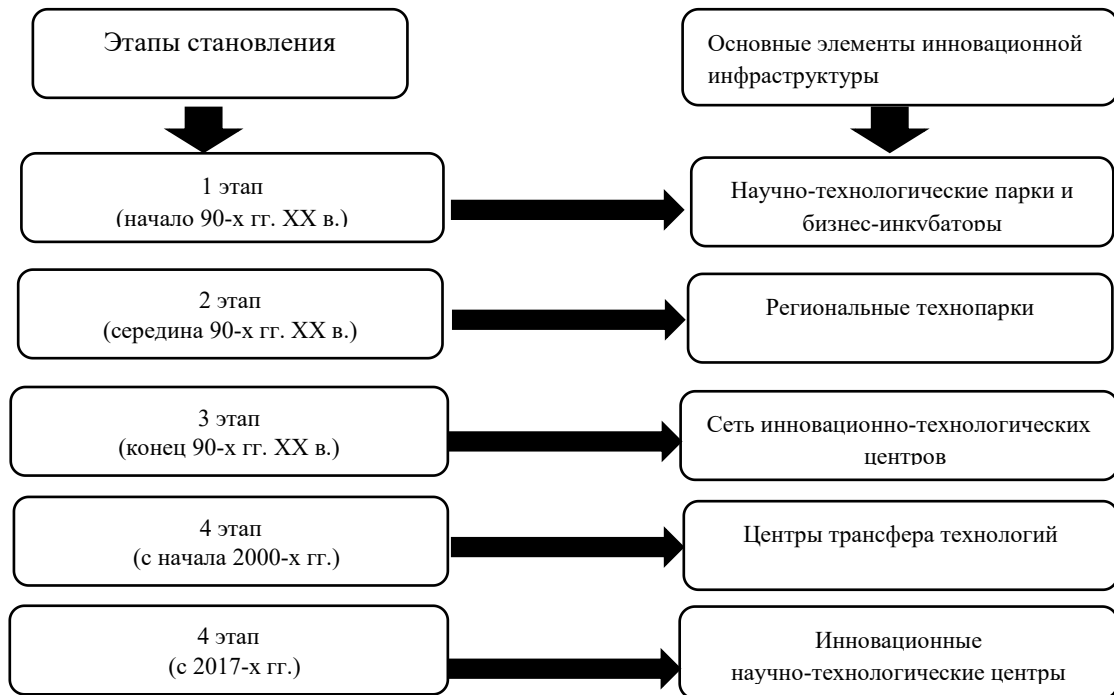 Этапы становления
Основные элементы инновационной
инфраструктуры
1 этап
(начало 90-х гг. XX в.)
Научно-технологические парки и
бизнес-инкубаторы
2 этап
(середина 90-х гг. XX в.)
Региональные технопарки
3 этап
(конец 90-х гг. XX в.)
Сеть инновационно-технологических
центров
4 этап
(с начала 2000-х гг.)
Центры трансфера технологий
4 этап
(с 2017-х гг.)
Инновационные
научно-технологические центры